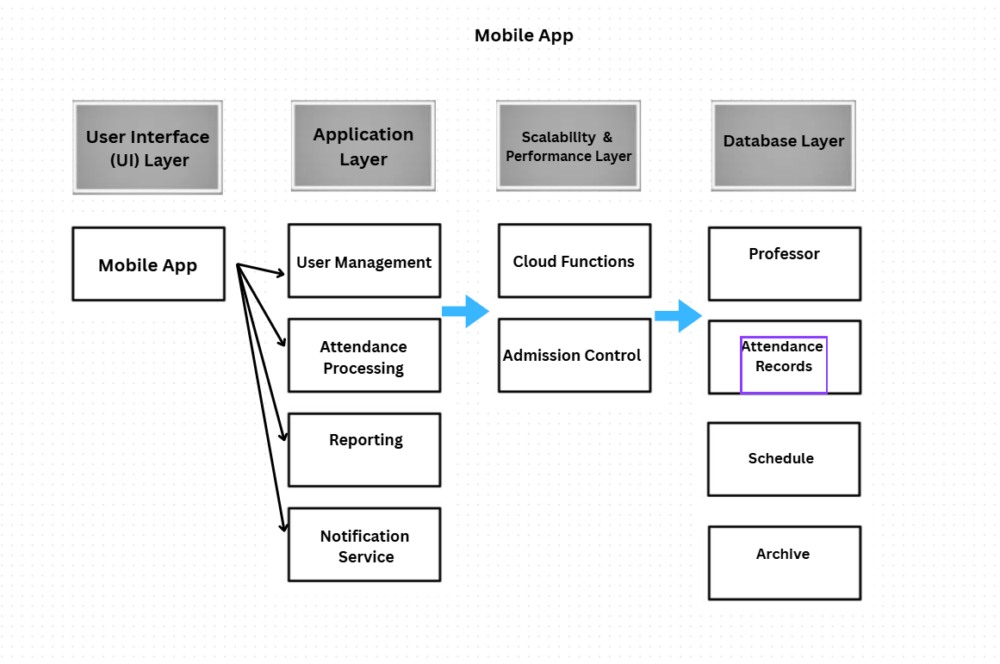 Mobile App
User Interface
(UI) Layer
Application
Layer
Scalability &
Performance Layer
Database Layer
Mobile App
User Management
Attendance
Processing
Reporting
Notification
Service
Cloud Functions
Admission Control
Professor
Attendance
Records
Schedule
Archive